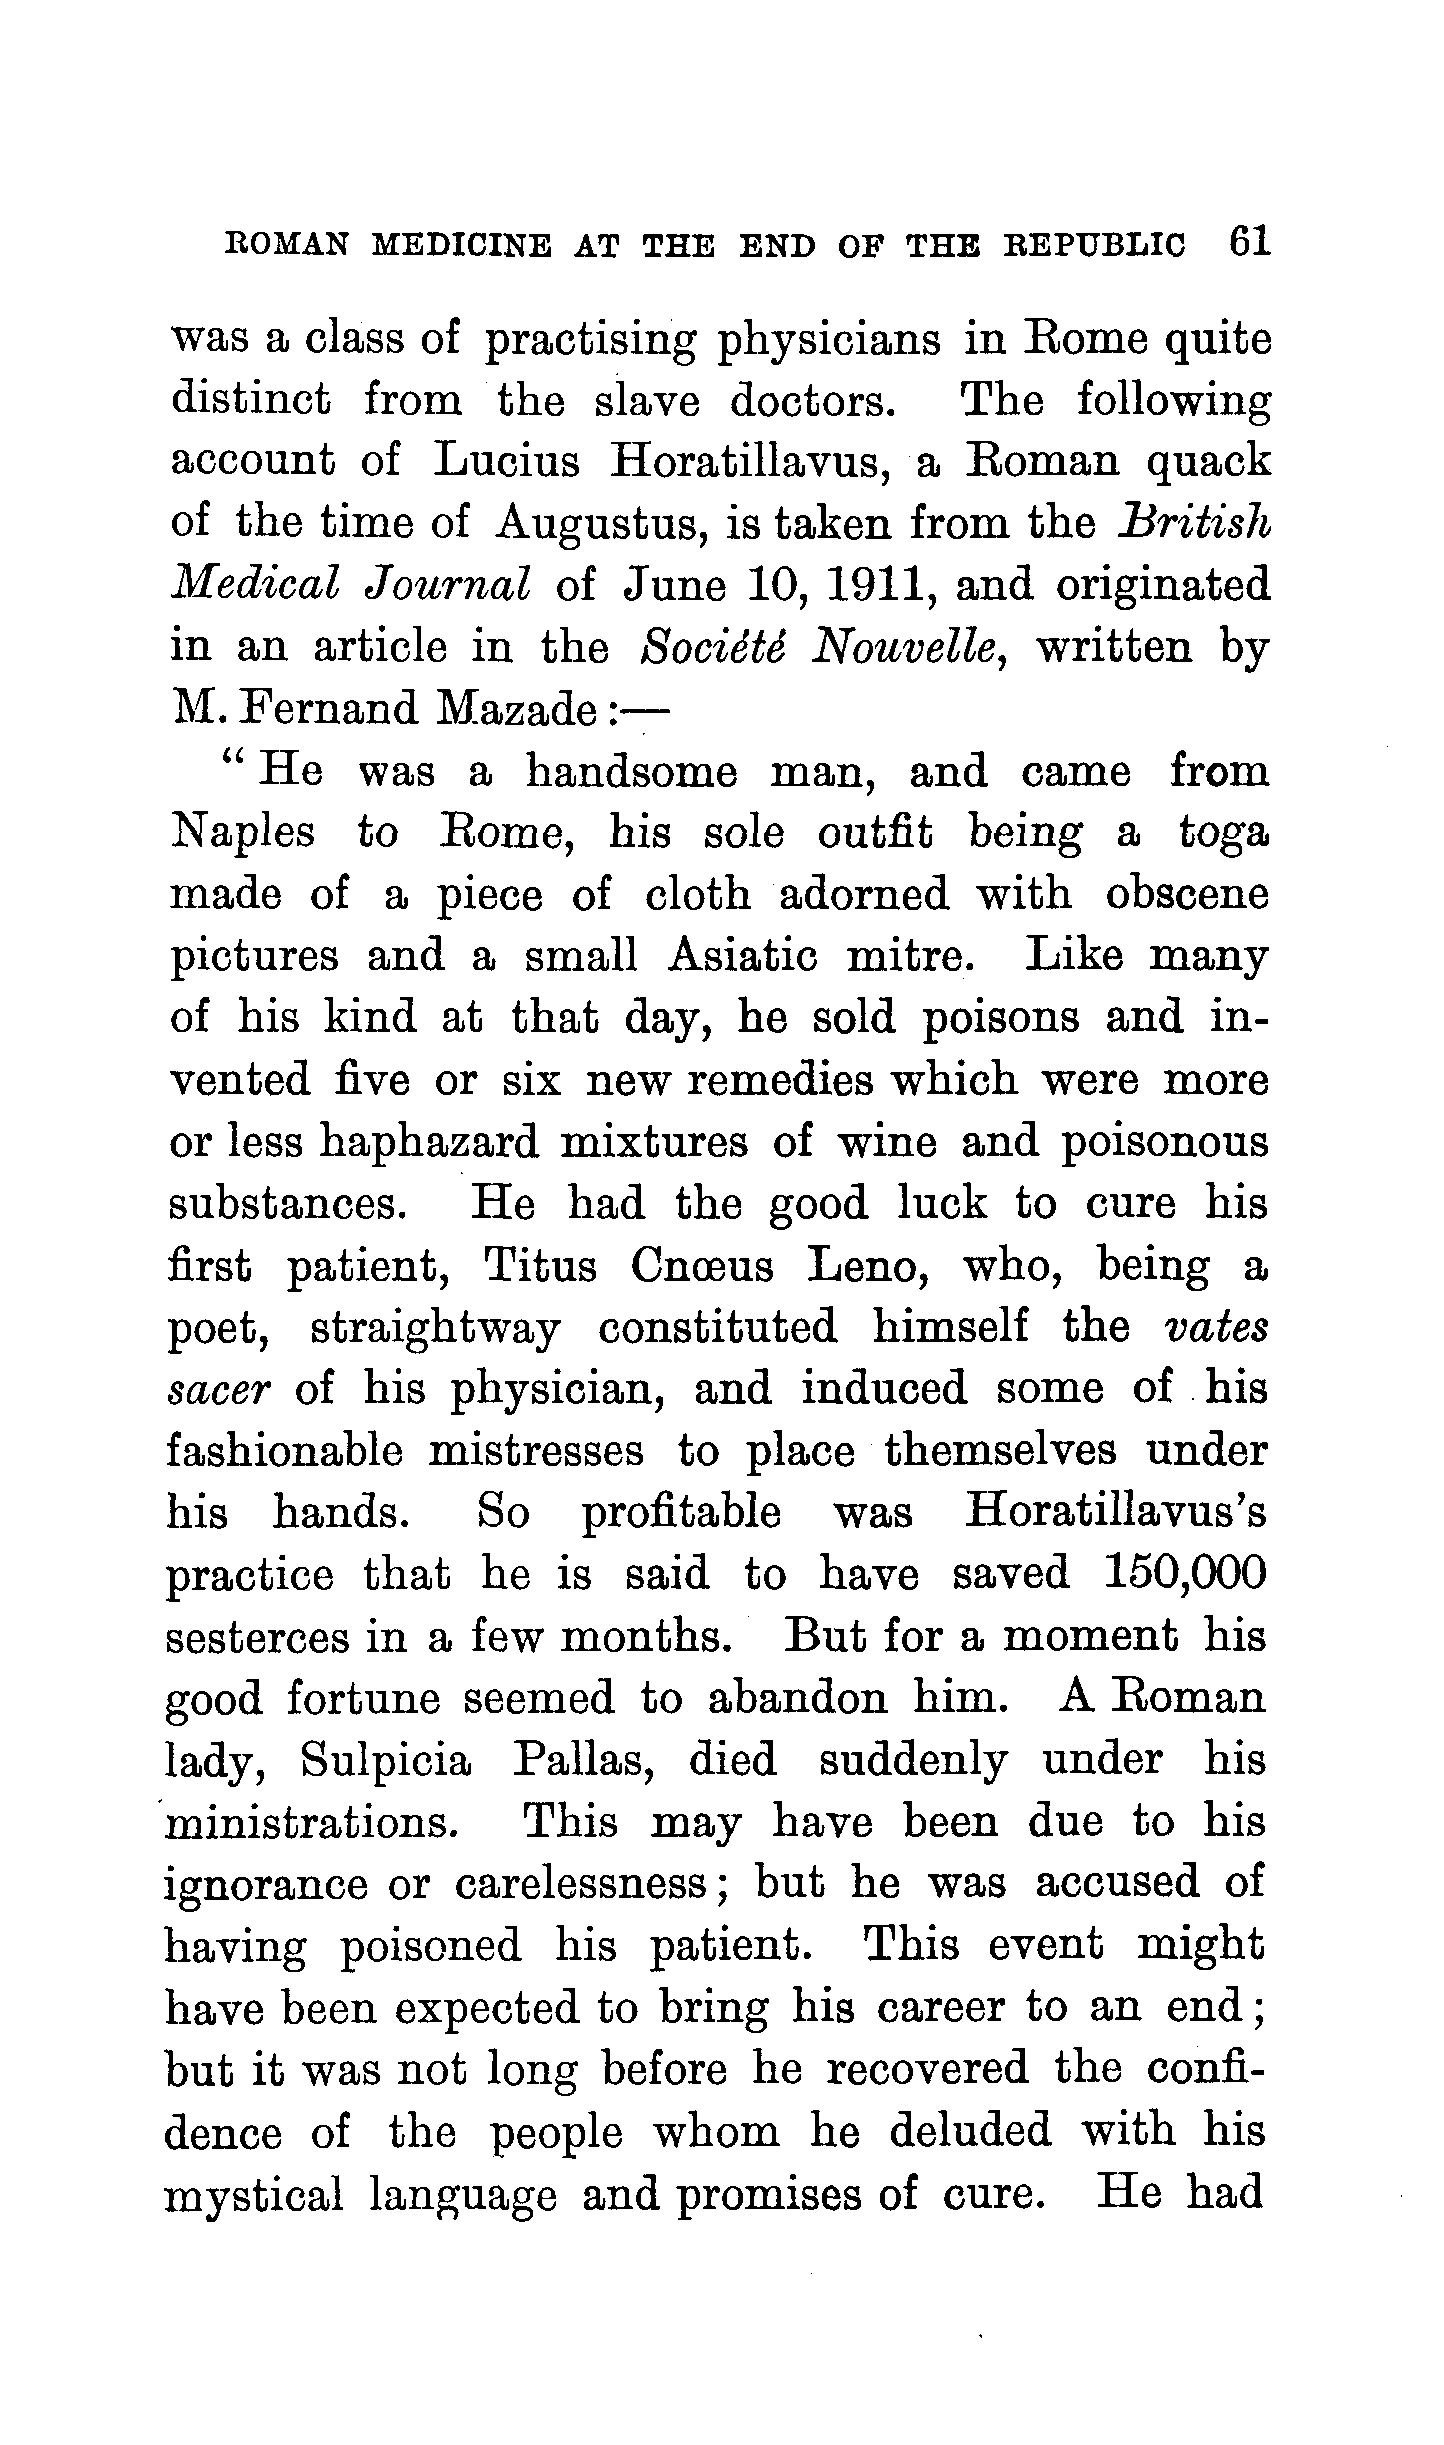 ROMAN MEDICINE AT THE END OF THE REPUBLIC 61
was a class of practising physicians in Rome quite
distinct from the slave doctors. The following
account of Lucius Horatillavus, a Roman quack
of the time of Augustus, is taken from the British
Medical Journal of June 10, 1911, and originated
in an article in the Société Nouvelle, written by
M. Fernand Mazade :—
“ He was a handsome man, and came from
Naples to Rome, his sole outfit being a toga
made of a piece of cloth adorned with obscene
pictures and a small Asiatic mitre. Like many
of his kind at that day, he sold poisons and in-
vented five or six new remedies which were more
or less haphazard mixtures of wine and poisonous
substances. He had the good luck to cure his
first patient, Titus Cnœus Leno, who, being a
poet, straightway constituted himself the vates
sacer of his physician, and induced some of his
fashionable mistresses to place themselves under
his hands. So profitable was Horatillavus’s
practice that he is said to have saved 150,000
sesterces in a few months. But for a moment his
good fortune seemed to abandon him. A Roman
lady, Sulpicia Pallas, died suddenly under his
ministrations. This may have been due to his
ignorance or carelessness ; but he was accused of
having poisoned his patient. This event might
have been expected to bring his career to an end ;
but it was not long before he recovered the confi-
dence of the people whom he deluded with his
mystical language and promises of cure. He had